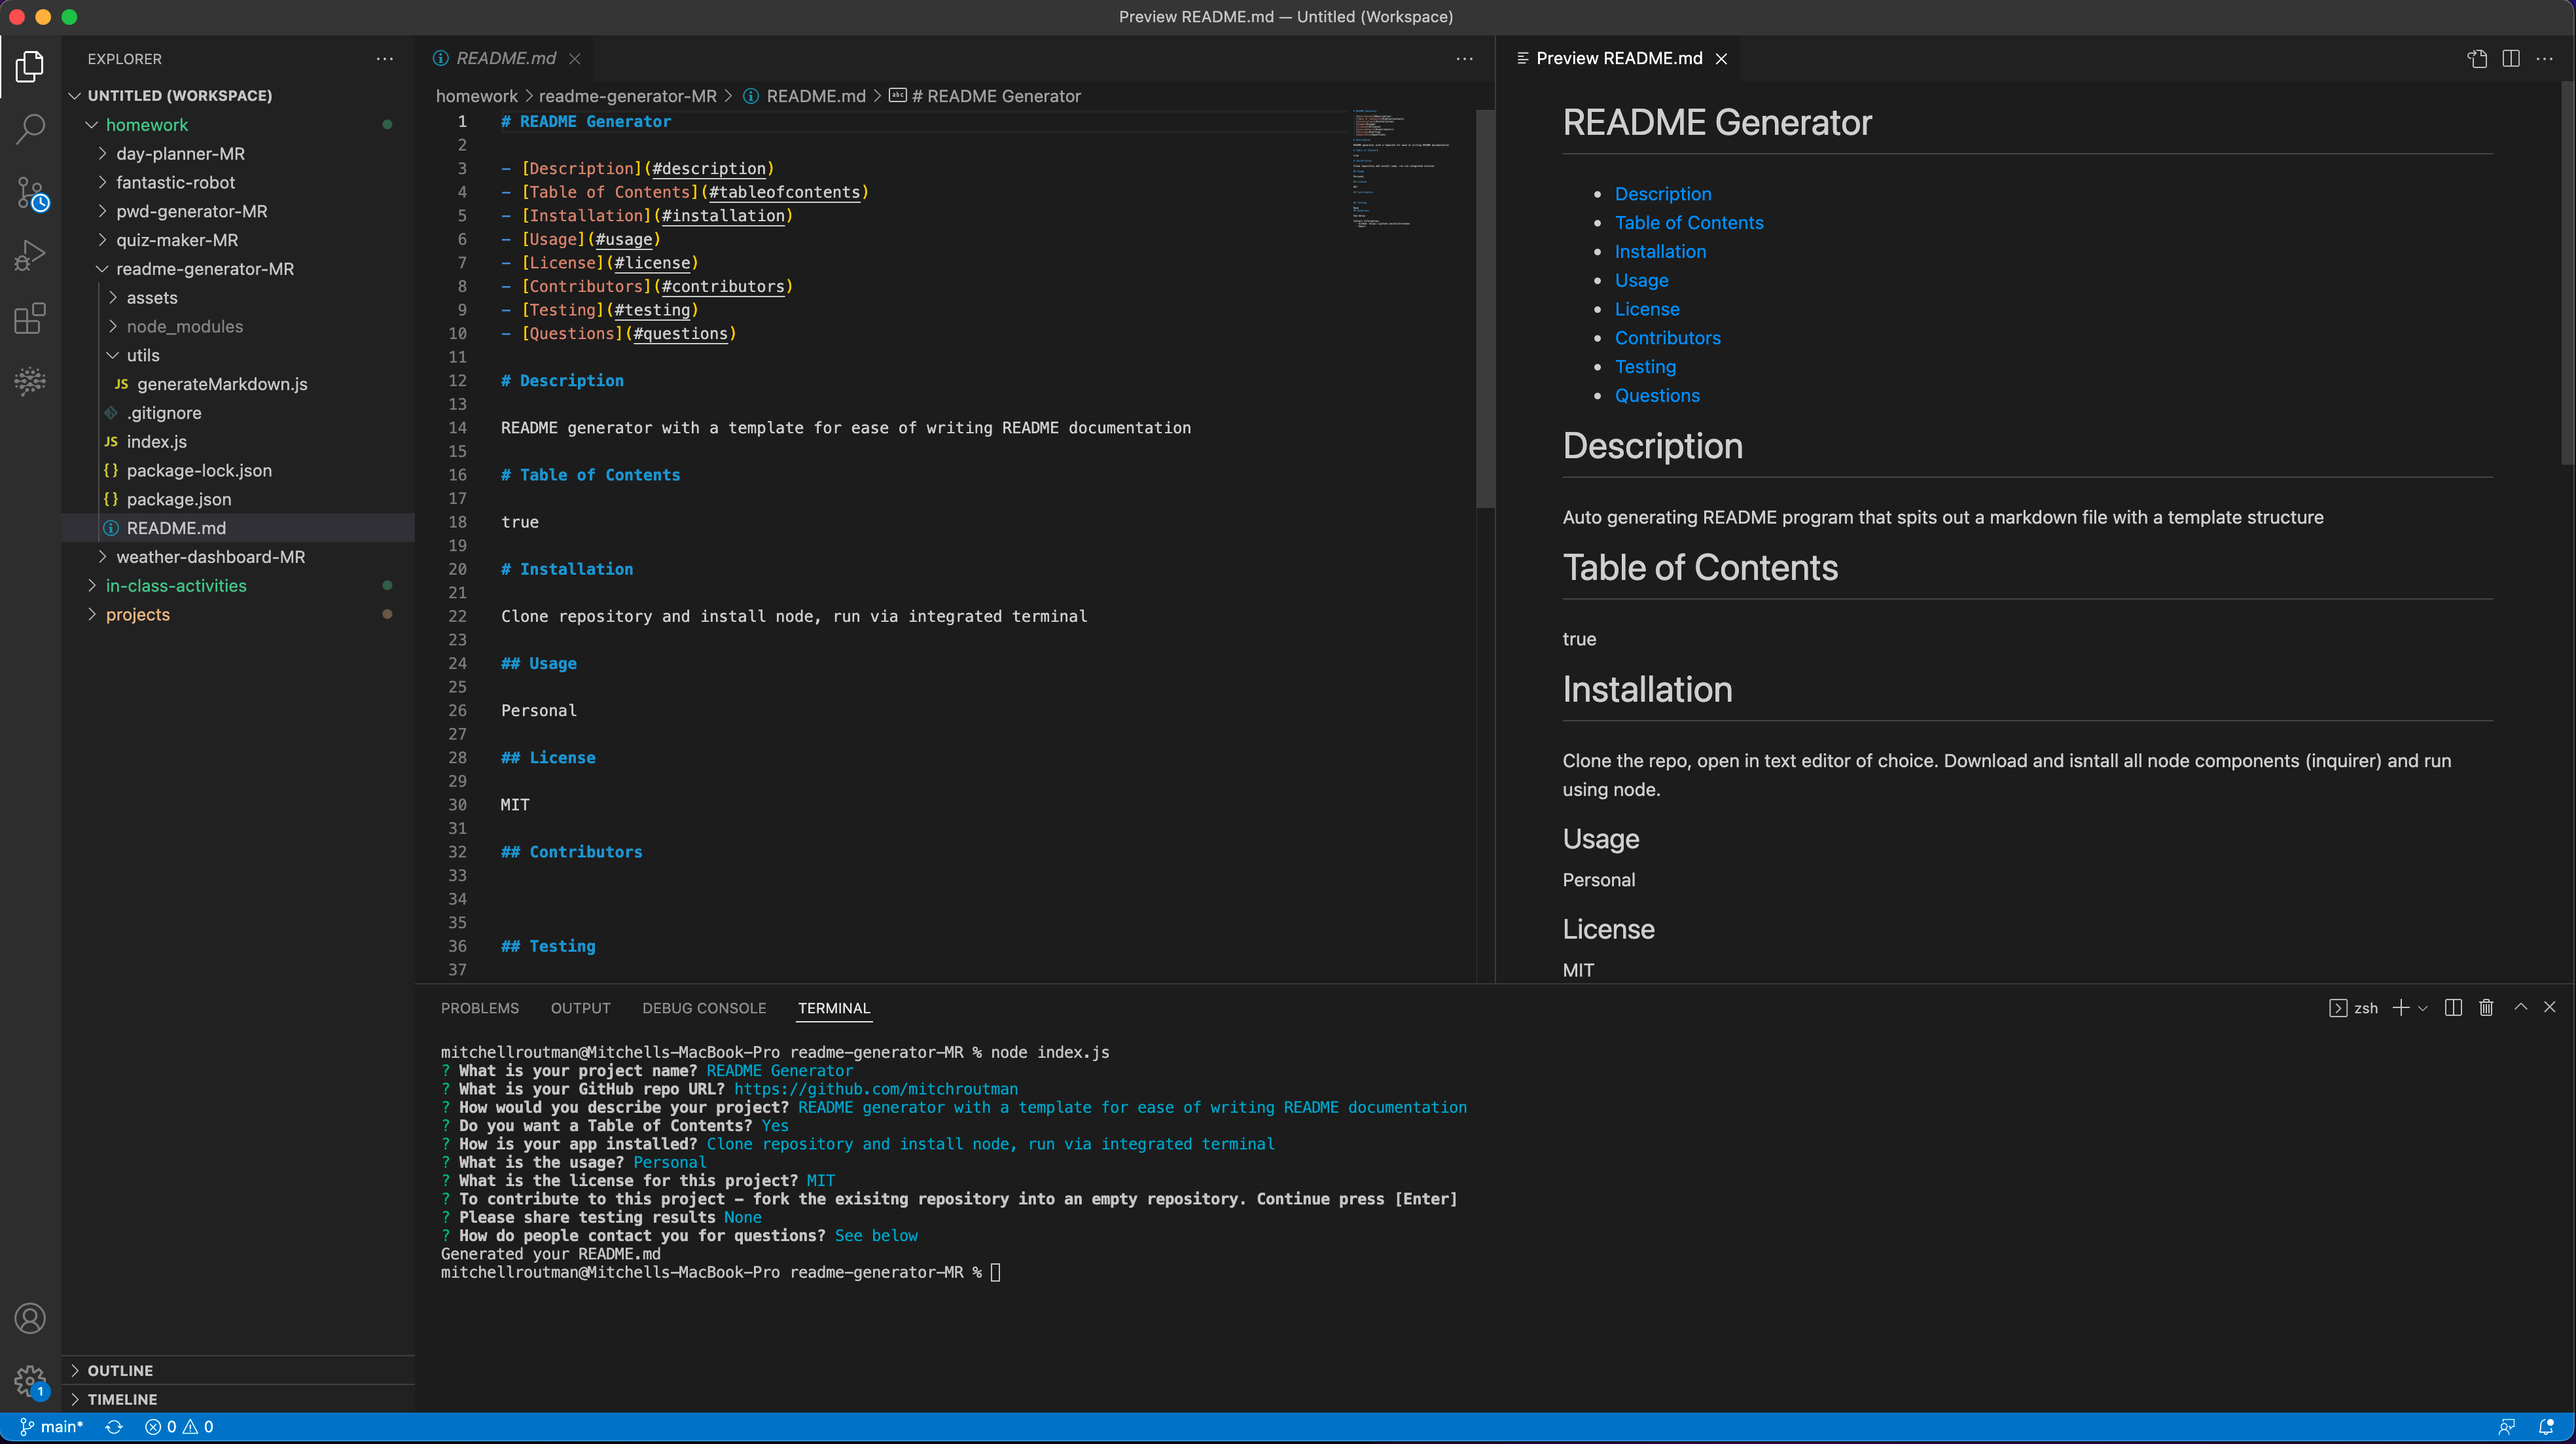 Preview README.md — Untitled (Workspace)
EXPLORER
UNTITLED (WORKSPACE)
homework
day-planner-MR
fantastic-robot
pwd-generator-MR
quiz-maker-MR
readme-generator-MR
assets
node_modules
utils
JS generateMarkdown.js
.gitignore
JS index.js
{} package-lock.json
{} package.json
README.md
weather-dashboard-MR
in-class-activities
projects
OUTLINE
TIMELINE
README.md
homework > readme-generator-MR > README.md > abc # README Generator
1 # README Generator
2
3 - [Description](#description)
4 - [Table of Contents](#tableofcontents)
5 - [Installation](#installation)
6 - [Usage](#usage)
7 - [License](#license)
8 - [Contributors](#contributors)
9 - [Testing](#testing)
10 - [Questions](#questions)
11
12 # Description
13
14 README generator with a template for ease of writing README documentation
15
16 # Table of Contents
17
18 true
19
20 # Installation
21
22 Clone repository and install node, run via integrated terminal
23
24 ## Usage
25
26 Personal
27
28 ## License
29
30 MIT
31
32 ## Contributors
33
34
35
36 ## Testing
37
Preview README.md
README Generator
• Description
• Table of Contents
• Installation
• Usage
• License
• Contributors
• Testing
• Questions
Description
Auto generating README program that spits out a markdown file with a template structure
Table of Contents
true
Installation
Clone the repo, open in text editor of choice. Download and isntall all node components (inquirer) and run
using node.
Usage
Personal
License
MIT
PROBLEMS OUTPUT DEBUG CONSOLE TERMINAL
zsh
mitchellroutman@Mitchells-MacBook-Pro readme-generator-MR % node index.js
? What is your project name? README Generator
? What is your GitHub repo URL? https://github.com/mitchroutman
? How would you describe your project? README generator with a template for ease of writing README documentation
? Do you want a Table of Contents? Yes
? How is your app installed? Clone repository and install node, run via integrated terminal
? What is the usage? Personal
? What is the license for this project? MIT
? To contribute to this project - fork the exisitng repository into an empty repository. Continue press [Enter]
? Please share testing results None
? How do people contact you for questions? See below
Generated your README.md
mitchellroutman@Mitchells-MacBook-Pro readme-generator-MR %
1
main* 0 0